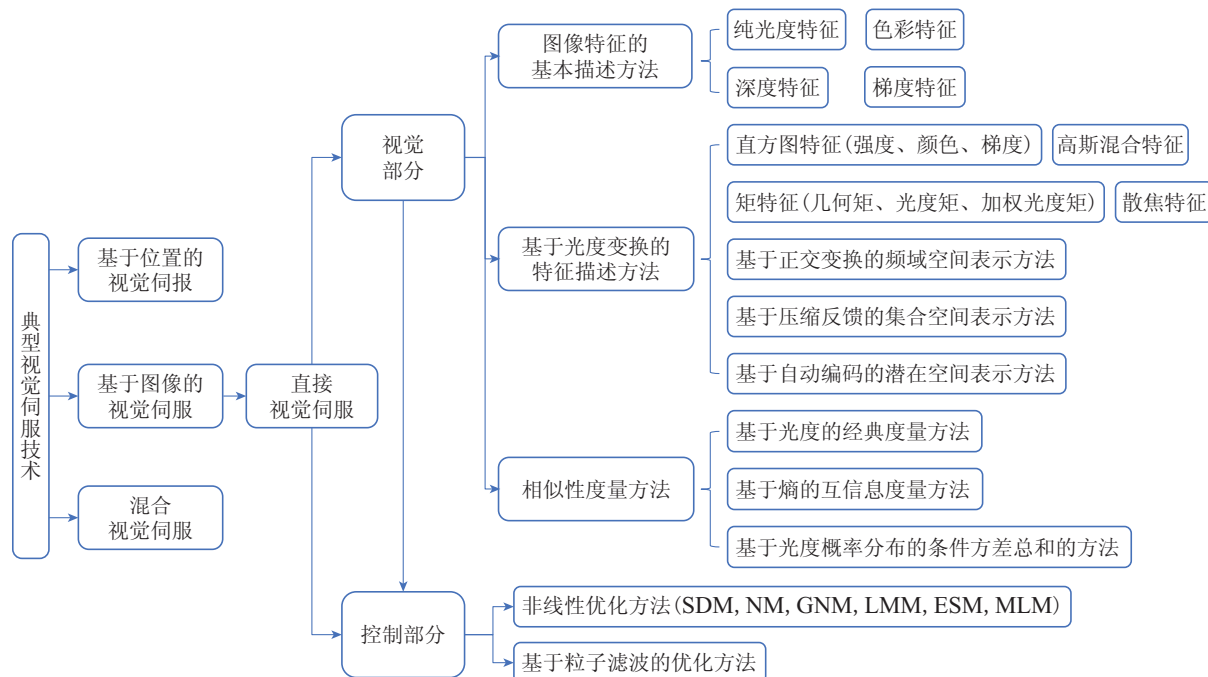 典型视觉伺服技术
基于位置的
视觉伺报
基于图像的
视觉伺服
混合
视觉伺服
直接
视觉伺服
视觉
部分
控制部分
图像特征的
基本描述方法
纯光度特征
色彩特征
深度特征
梯度特征
基于光度变换的
特征描述方法
直方图特征(强度、颜色、梯度)
高斯混合特征
矩特征(几何矩、光度矩、加权光度矩)
散焦特征
基于正交变换的频域空间表示方法
基于压缩反馈的集合空间表示方法
基于自动编码的潜在空间表示方法
相似性度量方法
基于光度的经典度量方法
基于熵的互信息度量方法
基于光度概率分布的条件方差总和的方法
非线性优化方法(SDM, NM, GNM, LMM, ESM, MLM)
基于粒子滤波的优化方法